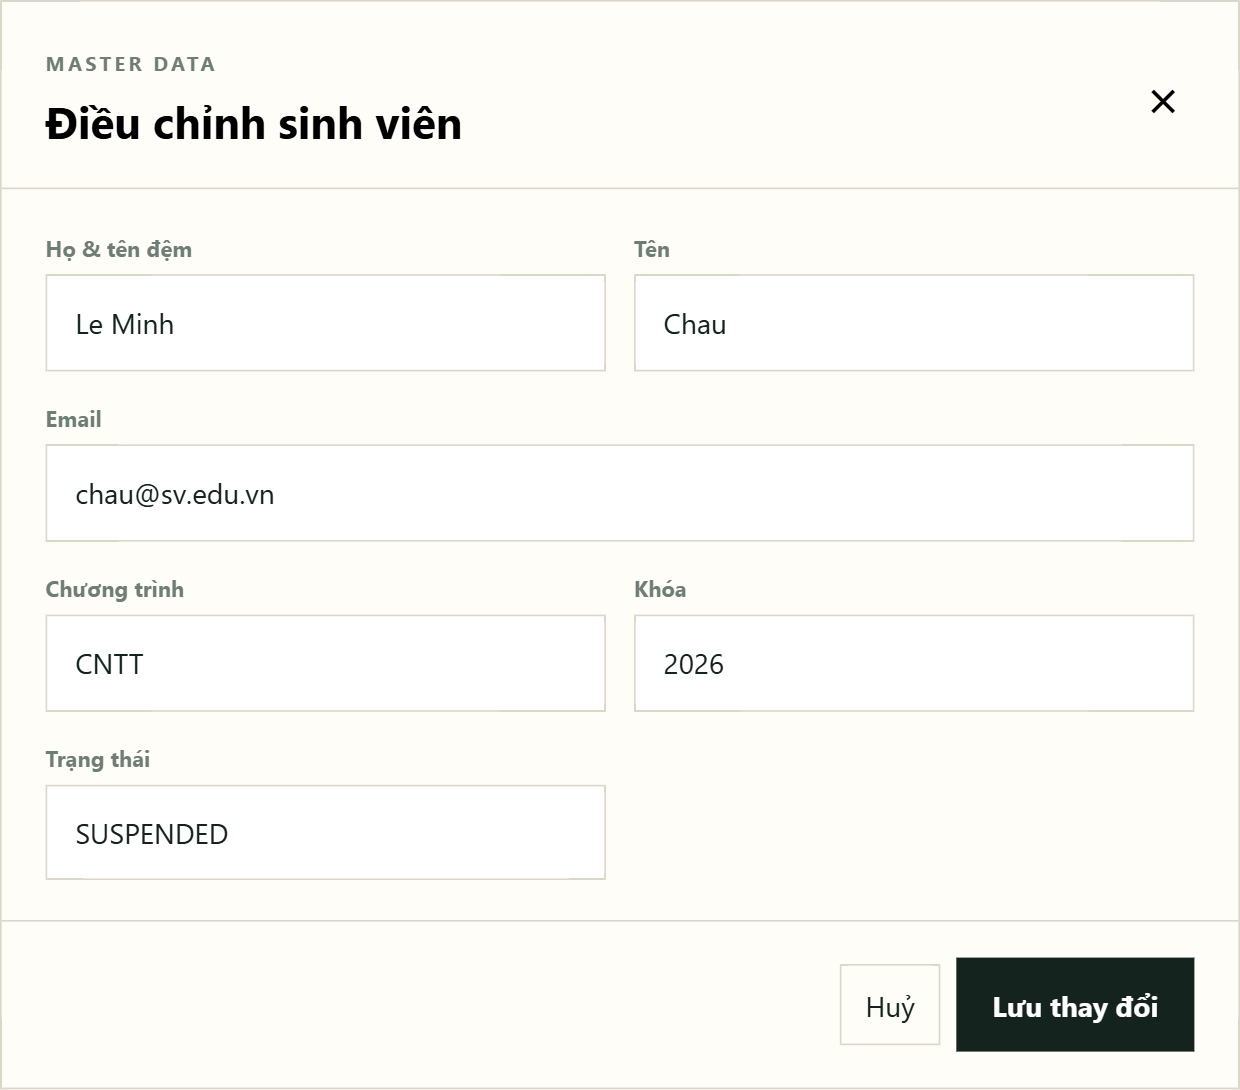 MASTER DATA
Điều chỉnh sinh viên
Họ & tên đệm
Tên
Le Minh
Chau
Email
chau@sv.edu.vn
Chương trình
Khóa
CNTT
2026
Trạng thái
SUSPENDED
Huỷ
Lưu thay đổi